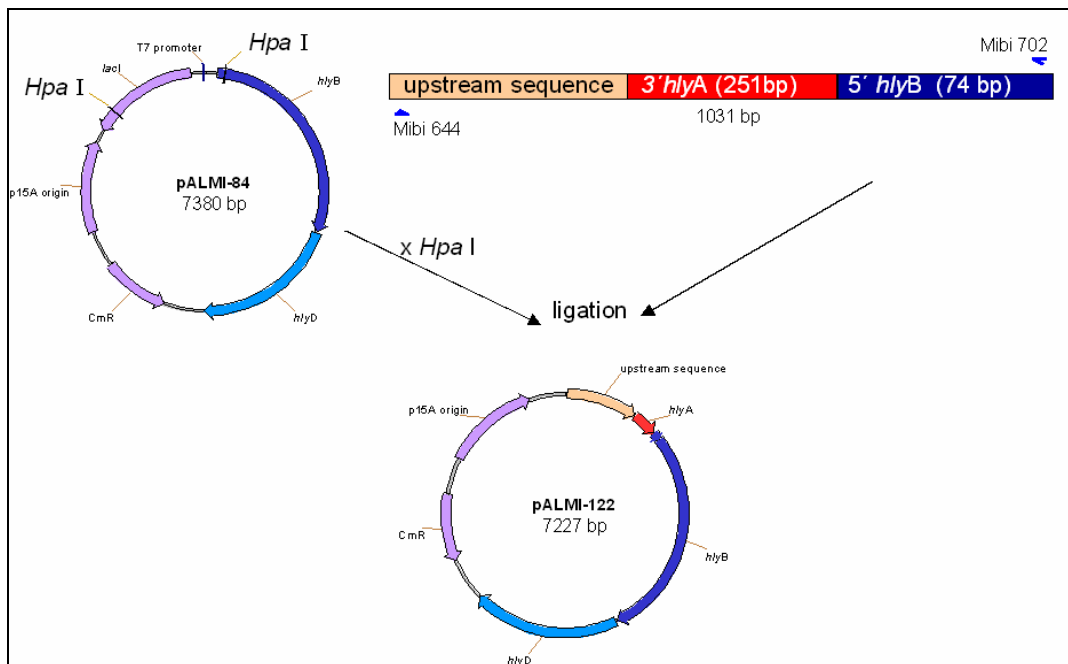 T7 promoter
Hpa I
lacI
hlyB
Hpa I
p15A origin
pALMI-84
7380 bp
CmR
hlyD
Mibi 702
upstream sequence 3´hlyA (251bp) 5´ hlyB (74 bp)
Mibi 644
1031 bp
x Hpa I
ligation
upstream sequence
p15A origin
hlyA
pALMI-122
7227 bp
CmR
hlyB
hlyD